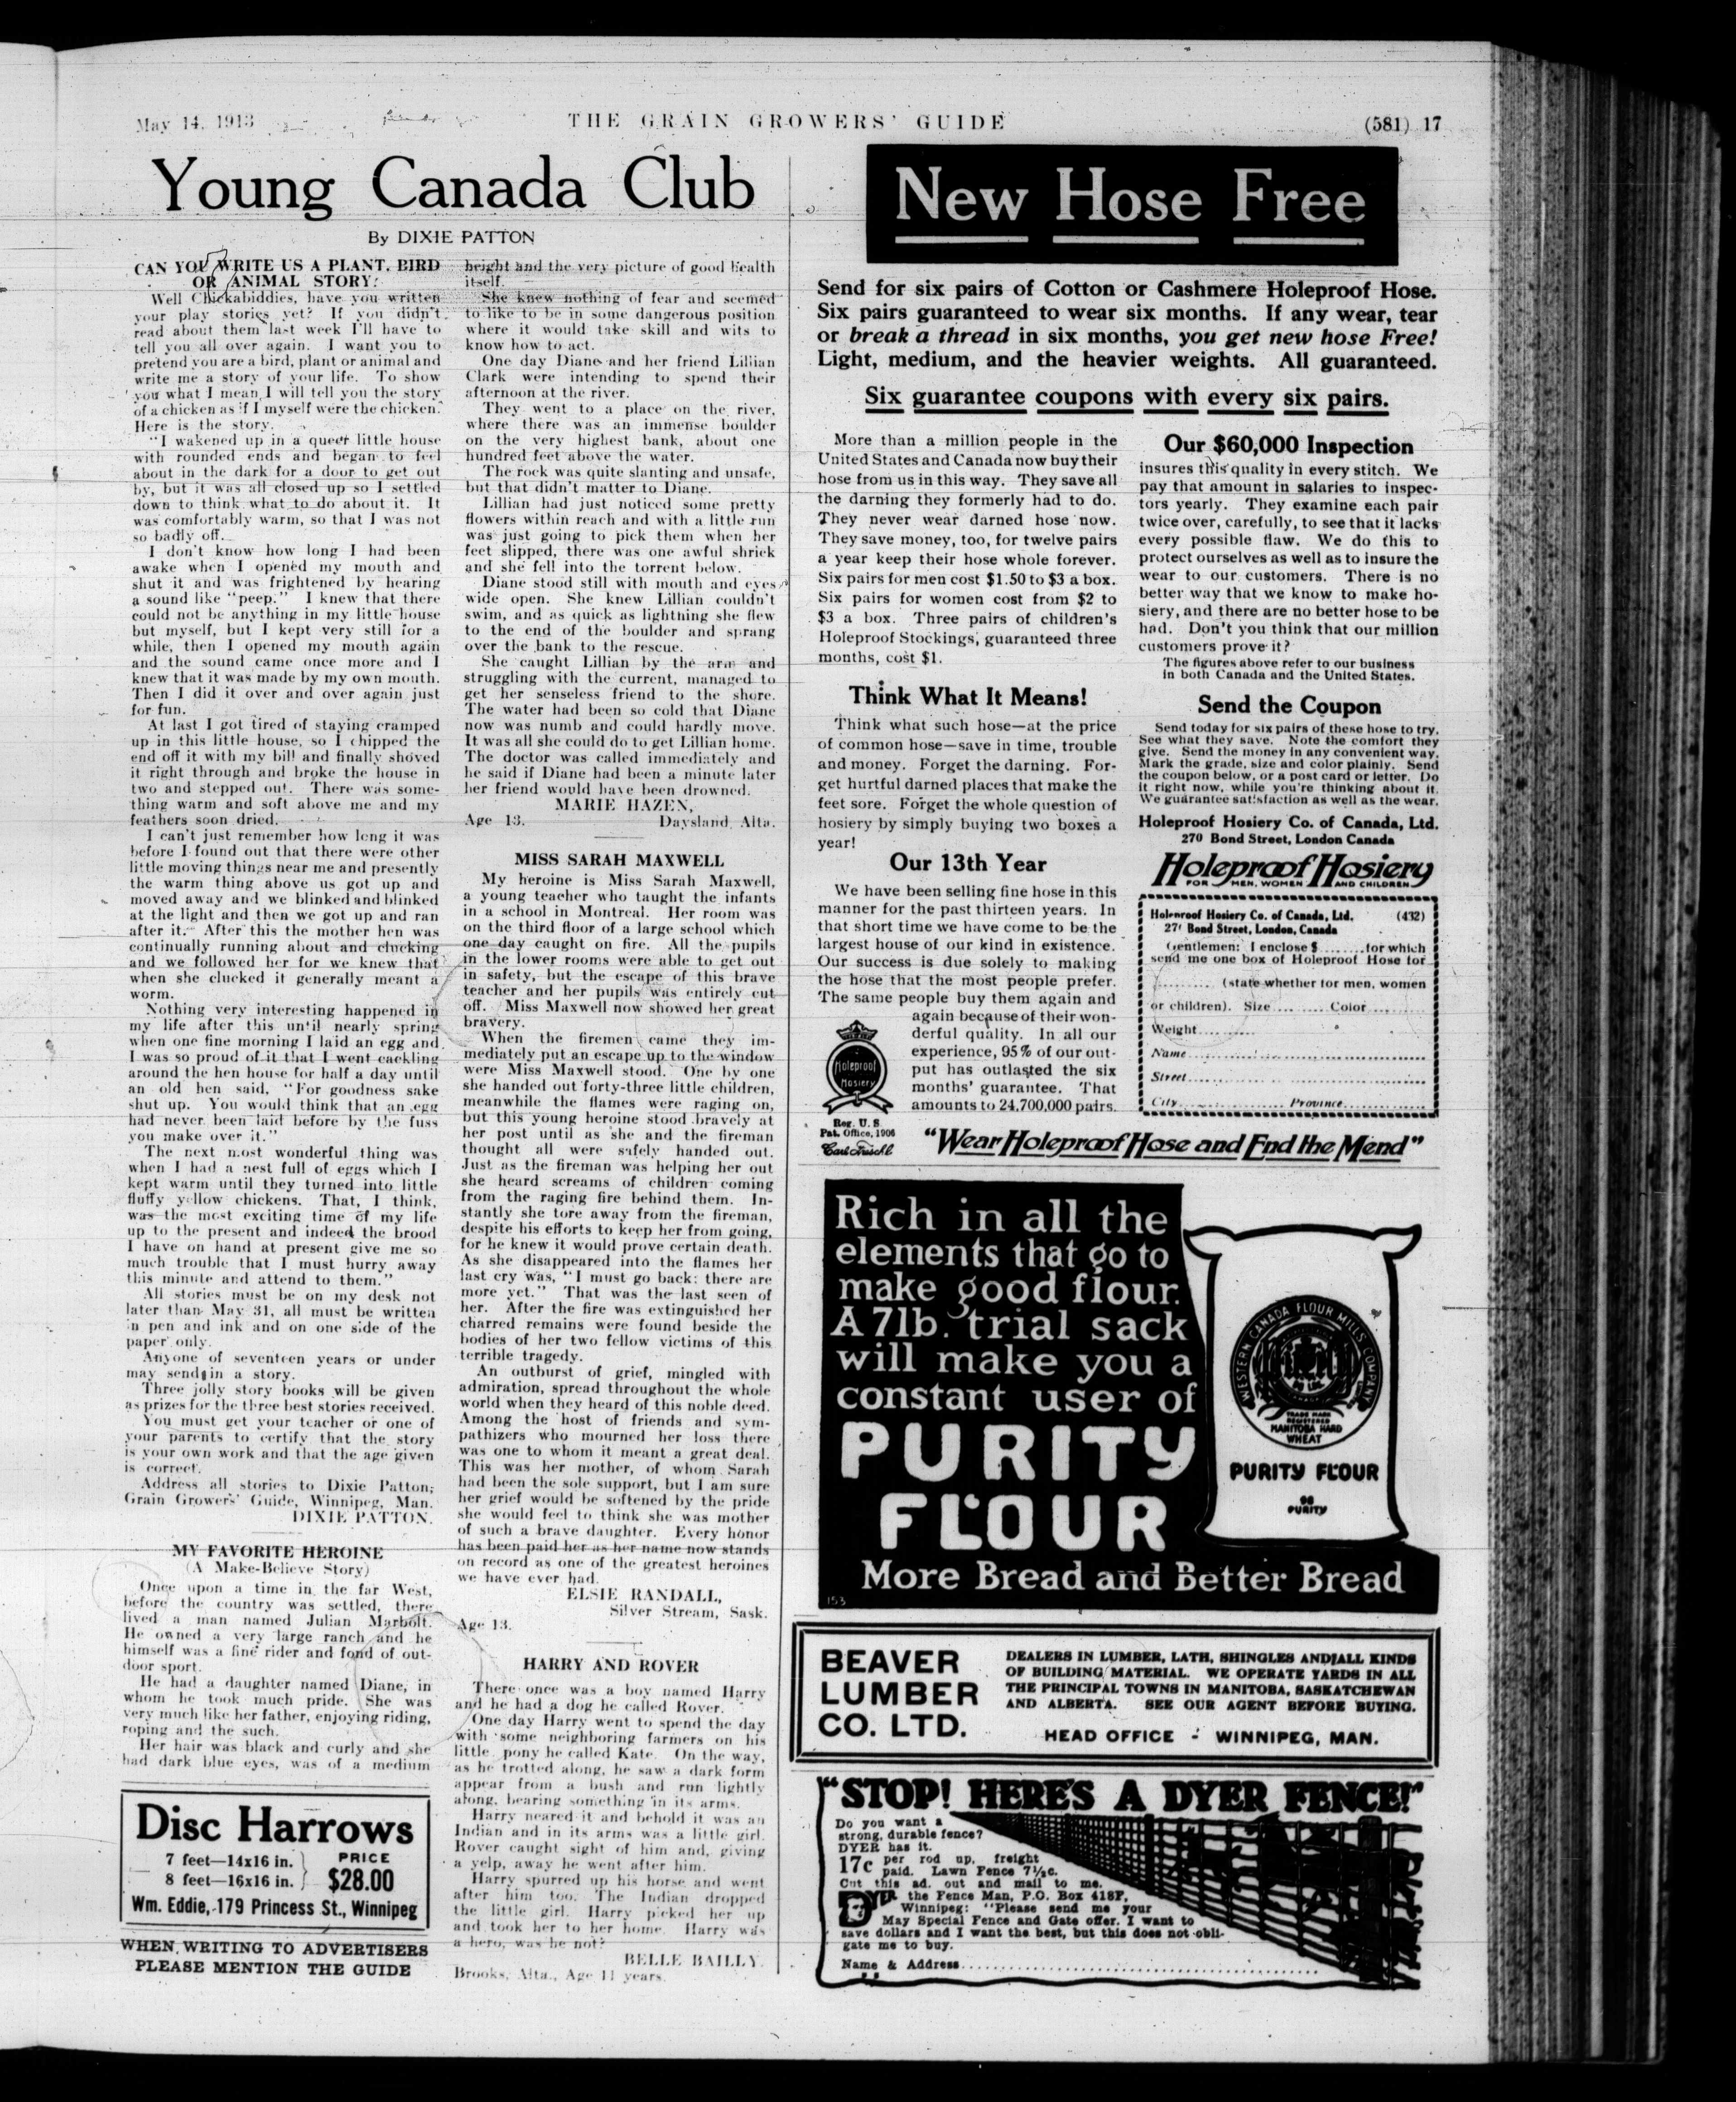 May 14, 1913
THE GRAIN GROWERS' GUIDE
(581) 17
Young Canada Club
By DIXIE PATTON
CAN YOU WRITE US A PLANT, BIRD
OR ANIMAL STORY?
Well Chickabiddies, have you written
your play stories yet? If you didn't
read about them last week I'll have to
tell you all over again. I want you to
pretend you are a bird, plant or animal and
write me a story of your life. To show
you what I mean I will tell you the story
of a chicken as if I myself were the chicken.
Here is the story.
"I wakened up in a queer little house
with rounded ends and began to feel
about in the dark for a door to get out
by, but it was all closed up so I settled
down to think what to do about it. It
was comfortably warm, so that I was not
so badly off.
I don't know how long I had been
awake when I opened my mouth and
shut it and was frightened by hearing
a sound like "peep." I knew that there
could not be anything in my little house
but myself, but I kept very still for a
while, then I opened my mouth again
and the sound came once more and I
knew that it was made by my own mouth.
Then I did it over and over again just
for fun.
At last I got tired of staying cramped
up in this little house, so I chipped the
end off it with my bill and finally shoved
it right through and broke the house in
two and stepped out. There was some-
thing warm and soft above me and my
feathers soon dried.
I can't just remember how long it was
before I found out that there were other
little moving things near me and presently
the warm thing above us got up and
moved away and we blinked and blinked
at the light and then we got up and ran
after it. After this the mother hen was
continually running about and clucking
and we followed her for we knew that
when she clucked it generally meant a
worm.
Nothing very interesting happened in
my life after this until nearly spring
when one fine morning I laid an egg and
I was so proud of it that I went cackling
around the hen house for half a day until
an old hen said, "For goodness sake
shut up. You would think that an egg
had never been laid before by the fuss
you make over it."
The next most wonderful thing was
when I had a nest full of eggs which I
kept warm until they turned into little
fluffy yellow chickens. That, I think,
was the most exciting time of my life
up to the present and indeed the brood
I have on hand at present give me so
much trouble that I must hurry away
this minute and attend to them."
All stories must be on my desk not
later than May 31, all must be written
in pen and ink and on one side of the
paper only.
Anyone of seventeen years or under
may send in a story.
Three jolly story books will be given
as prizes for the three best stories received.
You must get your teacher or one of
your parents to certify that the story
is your own work and that the age given
is correct.
Address all stories to Dixie Patton,
Grain Growers' Guide, Winnipeg, Man.
DIXIE PATTON.
MY FAVORITE HEROINE
(A Make-Believe Story)
Once upon a time in the far West,
before the country was settled, there
lived a man named Julian Marbolt.
He owned a very large ranch and he
himself was a fine rider and fond of out-
door sport.
He had a daughter named Diane, in
whom he took much pride. She was
very much like her father, enjoying riding,
roping and the such.
Her hair was black and curly and she
had dark blue eyes, was of a medium
Disc Harrows
7 feet—14x16 in.
8 feet—16x16 in.
PRICE
$28.00
Wm. Eddie, 179 Princess St., Winnipeg
WHEN WRITING TO ADVERTISERS
PLEASE MENTION THE GUIDE
height and the very picture of good health
itself.
She knew nothing of fear and seemed
to like to be in some dangerous position
where it would take skill and wits to
know how to act.
One day Diane and her friend Lillian
Clark were intending to spend their
afternoon at the river.
They went to a place on the river,
where there was an immense boulder
on the very highest bank, about one
hundred feet above the water.
The rock was quite slanting and unsafe,
but that didn't matter to Diane.
Lillian had just noticed some pretty
flowers within reach and with a little run
was just going to pick them when her
feet slipped, there was one awful shriek
and she fell into the torrent below.
Diane stood still with mouth and eyes
wide open. She knew Lillian couldn't
swim, and as quick as lightning she flew
to the end of the boulder and sprang
over the bank to the rescue.
She caught Lillian by the arm and
struggling with the current, managed to
get her senseless friend to the shore.
The water had been so cold that Diane
now was numb and could hardly move.
It was all she could do to get Lillian home.
The doctor was called immediately and
he said if Diane had been a minute later
her friend would have been drowned.
MARIE HAZEN,
Age 13. Daysland, Alta.
MISS SARAH MAXWELL
My heroine is Miss Sarah Maxwell,
a young teacher who taught the infants
in a school in Montreal. Her room was
on the third floor of a large school which
one day caught on fire. All the pupils
in the lower rooms were able to get out
in safety, but the escape of this brave
teacher and her pupils was entirely cut
off. Miss Maxwell now showed her great
bravery.
When the firemen came they im-
mediately put an escape up to the window
were Miss Maxwell stood. One by one
she handed out forty-three little children,
meanwhile the flames were raging on,
but this young heroine stood bravely at
her post until as she and the fireman
thought all were safely handed out.
Just as the fireman was helping her out
she heard screams of children coming
from the raging fire behind them. In-
stantly she tore away from the fireman,
despite his efforts to keep her from going,
for he knew it would prove certain death.
As she disappeared into the flames her
last cry was, "I must go back; there are
more yet." That was the last seen of
her. After the fire was extinguished her
charred remains were found beside the
bodies of her two fellow victims of this
terrible tragedy.
An outburst of grief, mingled with
admiration, spread throughout the whole
world when they heard of this noble deed.
Among the host of friends and sym-
pathizers who mourned her loss there
was one to whom it meant a great deal.
This was her mother, of whom Sarah
had been the sole support, but I am sure
her grief would be softened by the pride
she would feel to think she was mother
of such a brave daughter. Every honor
has been paid her as her name now stands
on record as one of the greatest heroines
we have ever had.
ELSIE RANDALL,
Silver Stream, Sask.
Age 13.
HARRY AND ROVER
There once was a boy named Harry
and he had a dog he called Rover.
One day Harry went to spend the day
with some neighboring farmers on his
little pony he called Kate. On the way,
as he trotted along, he saw a dark form
appear from a bush and run lightly
along, bearing something in its arms.
Harry neared it and behold it was an
Indian and in its arms was a little girl.
Rover caught sight of him and, giving
a yelp, away he went after him.
Harry spurred up his horse and went
after him too. The Indian dropped
the little girl. Harry picked her up
and took her to her home. Harry was
a hero, was he not?
BELLE BAILLY.
Brooks, Alta., Age 11 years.
New Hose Free
Send for six pairs of Cotton or Cashmere Holeproof Hose.
Six pairs guaranteed to wear six months. If any wear, tear
or break a thread in six months, you get new hose Free!
Light, medium, and the heavier weights. All guaranteed.
Six guarantee coupons with every six pairs.
More than a million people in the
United States and Canada now buy their
hose from us in this way. They save all
the darning they formerly had to do.
They never wear darned hose now.
They save money, too, for twelve pairs
a year keep their hose whole forever.
Six pairs for men cost $1.50 to $3 a box.
Six pairs for women cost from $2 to
$3 a box. Three pairs of children's
Holeproof Stockings, guaranteed three
months, cost $1.
Think What It Means!
Think what such hose—at the price
of common hose—save in time, trouble
and money. Forget the darning. For-
get hurtful darned places that make the
feet sore. Forget the whole question of
hosiery by simply buying two boxes a
year!
Our 13th Year
We have been selling fine hose in this
manner for the past thirteen years. In
that short time we have come to be the
largest house of our kind in existence.
Our success is due solely to making
the hose that the most people prefer.
The same people buy them again and
again because of their won-
derful quality. In all our
experience, 95% of our out-
put has outlasted the six
months' guarantee. That
amounts to 24,700,000 pairs.
Holeproof
Hosiery
Reg. U. S.
Pat. Office, 1906
Carl Freschl
Our $60,000 Inspection
insures this quality in every stitch. We
pay that amount in salaries to inspec-
tors yearly. They examine each pair
twice over, carefully, to see that it lacks
every possible flaw. We do this to
protect ourselves as well as to insure the
wear to our customers. There is no
better way that we know to make ho-
siery, and there are no better hose to be
had. Don't you think that our million
customers prove it?
The figures above refer to our business
in both Canada and the United States.
Send the Coupon
Send today for six pairs of these hose to try.
See what they save. Note the comfort they
give. Send the money in any convenient way.
Mark the grade, size and color plainly. Send
the coupon below, or a post card or letter. Do
it right now, while you're thinking about it.
We guarantee satisfaction as well as the wear.
Holeproof Hosiery Co. of Canada, Ltd.
270 Bond Street, London Canada
Holeproof Hosiery
FOR MEN, WOMEN AND CHILDREN
Holeproof Hosiery Co. of Canada, Ltd. (432)
270 Bond Street, London, Canada
Gentlemen: I enclose $........for which
send me one box of Holeproof Hose for
.......... (state whether for men, women
or children). Size......... Color..........
Weight..........
Name..............................
Street..............................
City.................... Province..............
"Wear Holeproof Hose and End the Mend"
Rich in all the
elements that go to
make good flour.
A 7lb. trial sack
will make you a
constant user of
PURITY
FLOUR
More Bread and Better Bread
153
WESTERN CANADA FLOUR MILLS COMPANY
TRADE MARK
REGISTERED
MANITOBA HARD
WHEAT
PURITY FLOUR
98
PURITY
BEAVER
LUMBER
CO. LTD.
DEALERS IN LUMBER, LATH, SHINGLES AND ALL KINDS
OF BUILDING MATERIAL. WE OPERATE YARDS IN ALL
THE PRINCIPAL TOWNS IN MANITOBA, SASKATCHEWAN
AND ALBERTA. SEE OUR AGENT BEFORE BUYING.
HEAD OFFICE - WINNIPEG, MAN.
"STOP! HERE'S A DYER FENCE!"
Do you want a
strong, durable fence?
DYER has it.
17c per rod up, freight
paid. Lawn Fence 7½c.
Cut this ad. out and mail to me.
DYER the Fence Man, P.O. Box 418F,
Winnipeg: "Please send me your
May Special Fence and Gate offer. I want to
save dollars and I want the best, but this does not obli-
gate me to buy.
Name & Address........................................
"